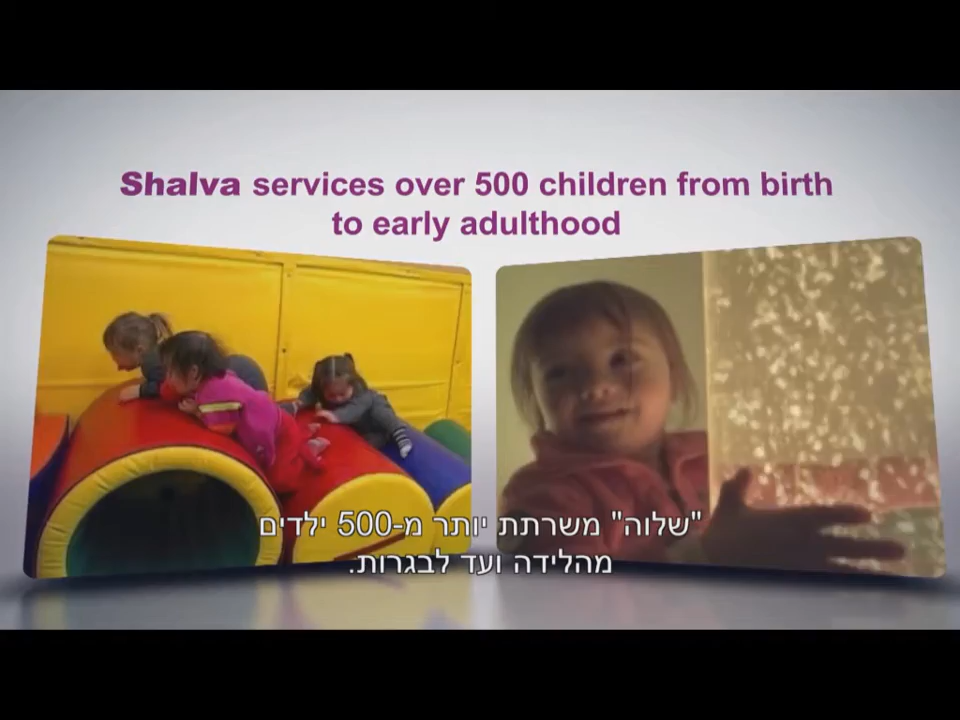 Shalva services over 500 children from birth
to early adulthood
"שלוה" משרתת יותר מ-500 ילדים
מהלידה ועד לבגרות.